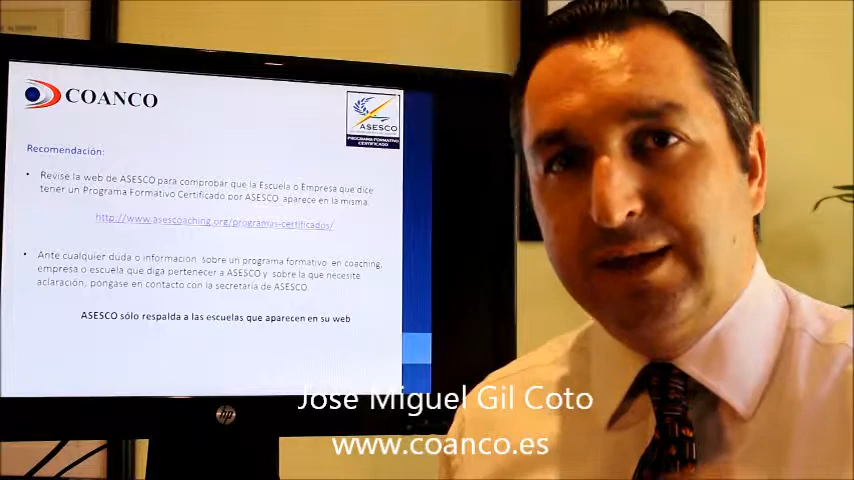 COANCO
ASESCO
PROGRAMA FORMATIVO
CERTIFICADO
Recomendación:
• Revise la web de ASESCO para comprobar que la Escuela o Empresa que dice
tener un Programa Formativo Certificado por ASESCO aparece en la misma.
http://www.asescoaching.org/programas-certificados/
• Ante cualquier duda o informacion sobre un programa formativo en coaching,
empresa o escuela que diga pertenecer a ASESCO y sobre la que necesite
aclaración, póngase en contacto con la secretaría de ASESCO.
ASESCO sólo respalda a las escuelas que aparecen en su web
hp
Jose Miguel Gil Coto
www.coanco.es